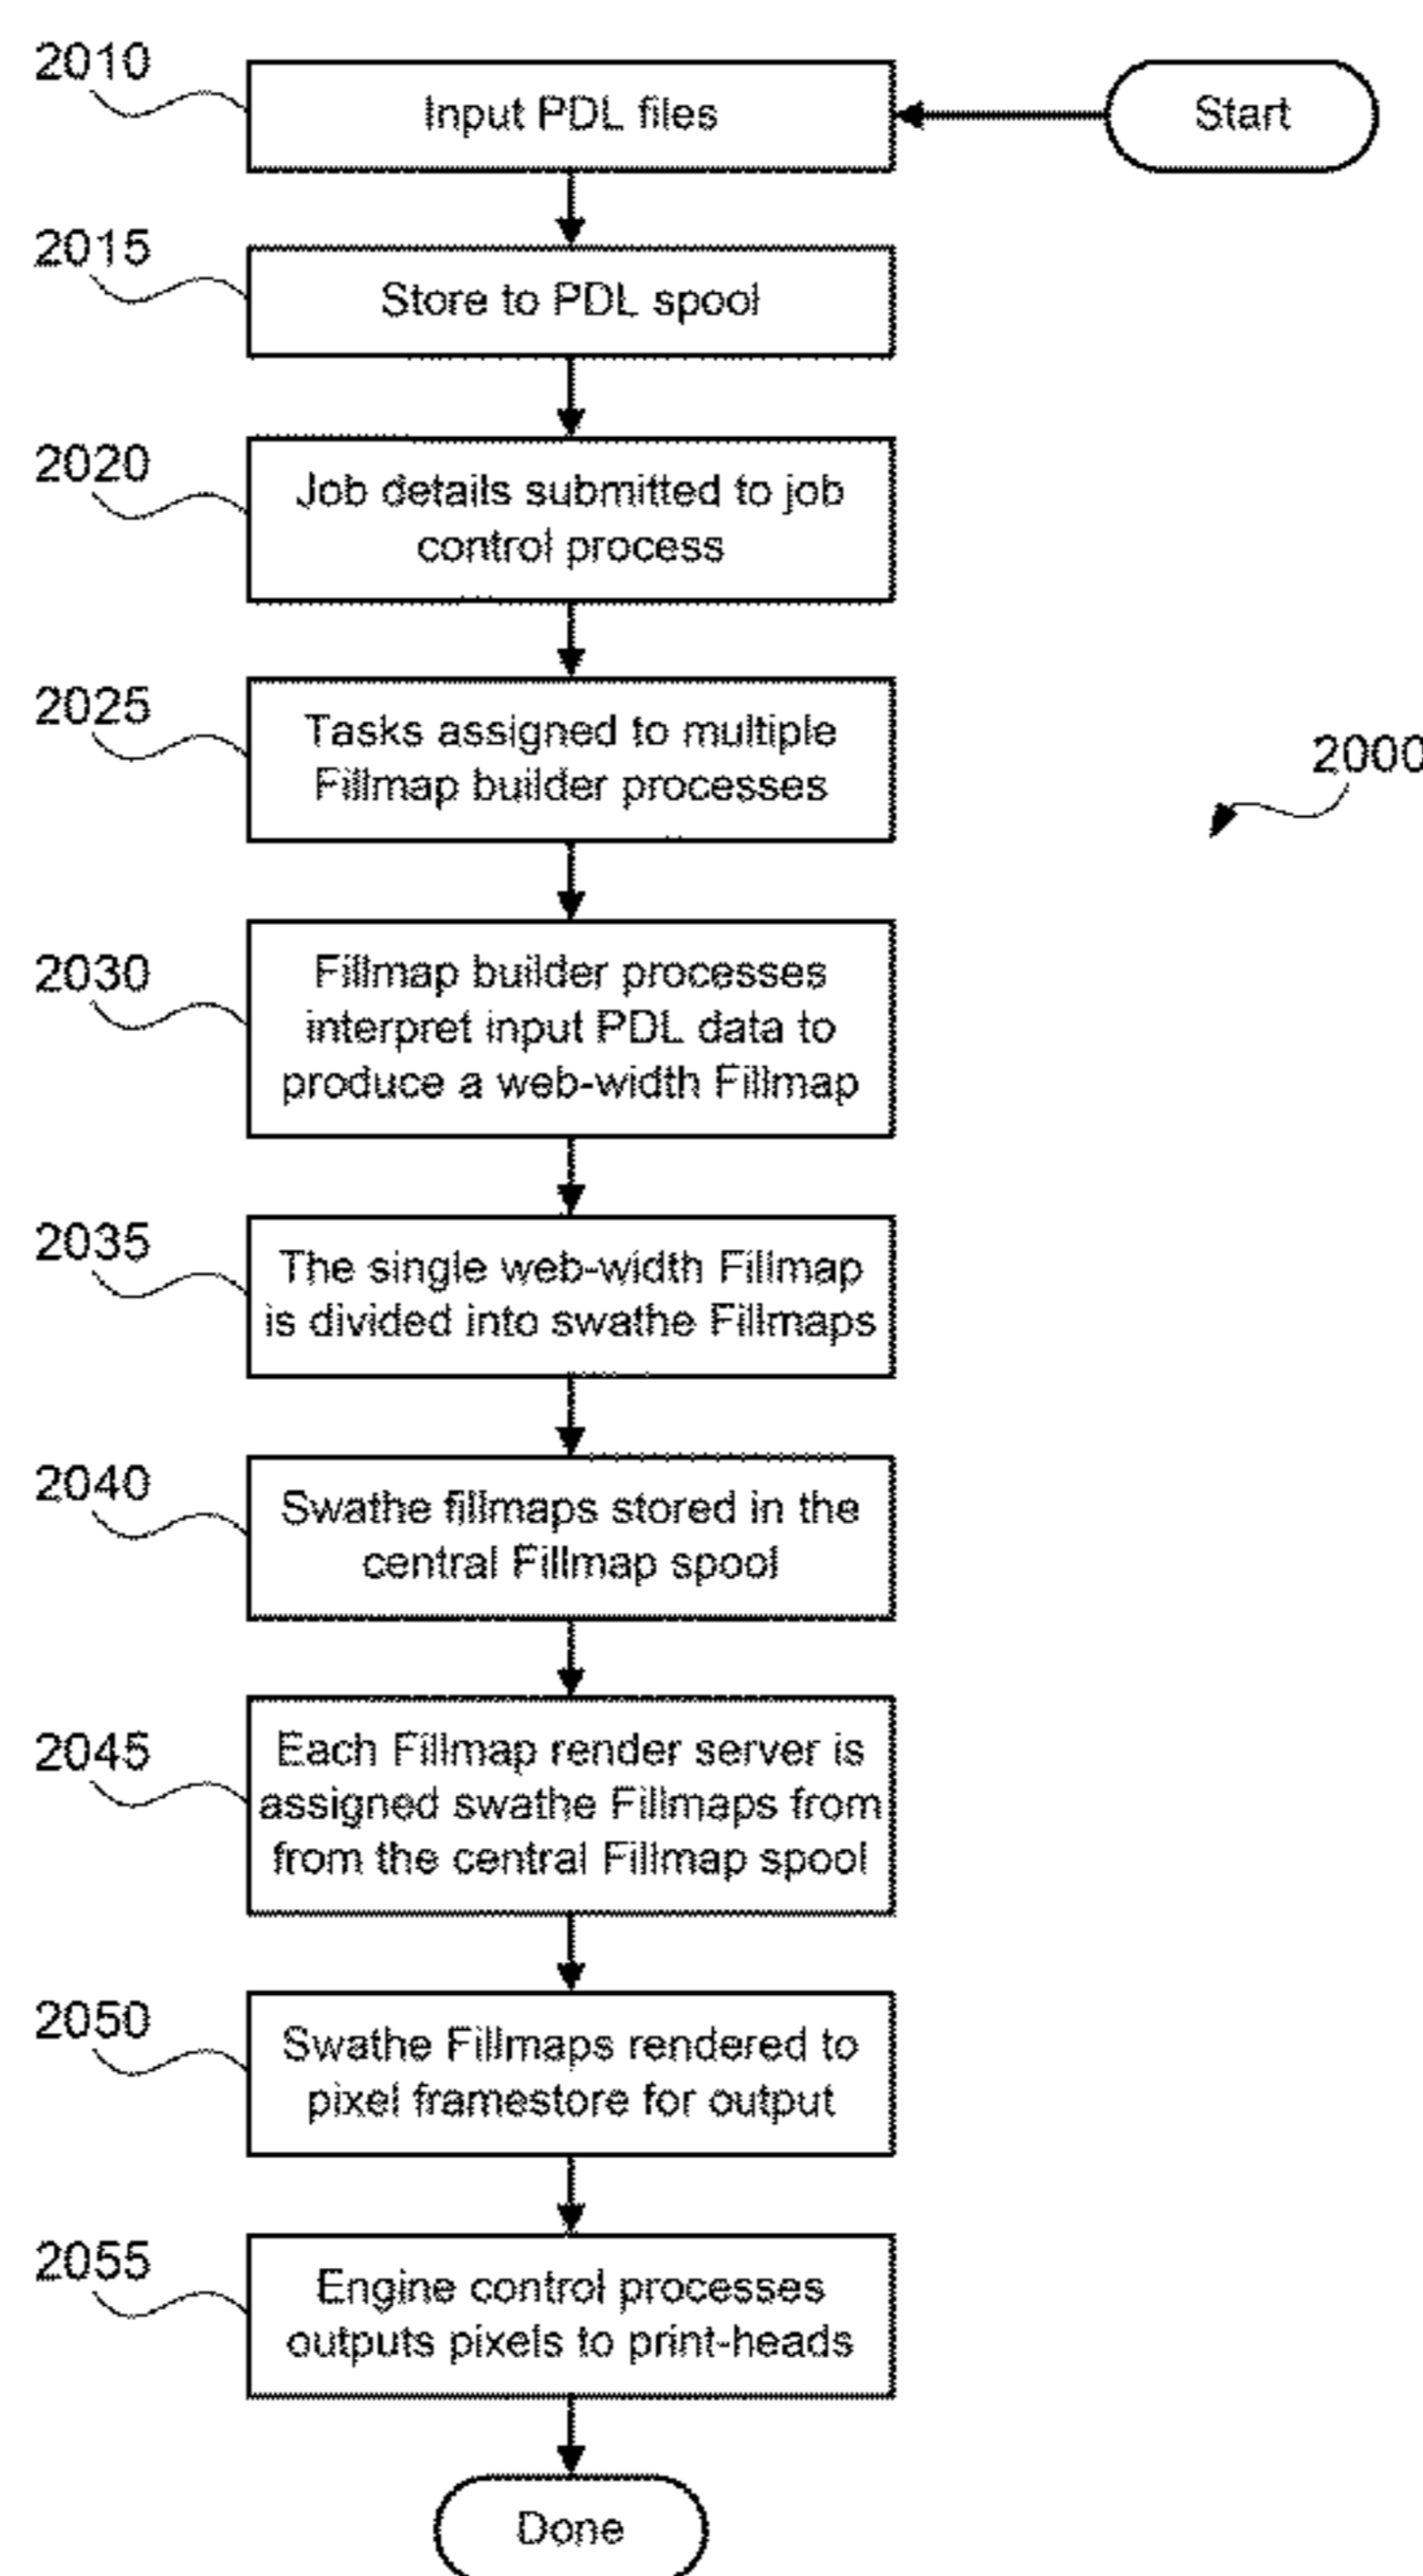 2010
Input PDL files
Start
2015
Store to PDL spool
2020
Job details submitted to job
control process
2025
Tasks assigned to multiple
Fillmap builder processes
2000
2030
Fillmap builder processes
interpret input PDL data to
produce a web-width Fillmap
2035
The single web-width Fillmap
is divided into swathe Fillmaps
2040
Swathe fillmaps stored in the
central Fillmap spool
2045
Each Fillmap render server is
assigned swathe Fillmaps from
from the central Fillmap spool
2050
Swathe Fillmaps rendered to
pixel framestore for output
2055
Engine control processes
outputs pixels to print-heads
Done